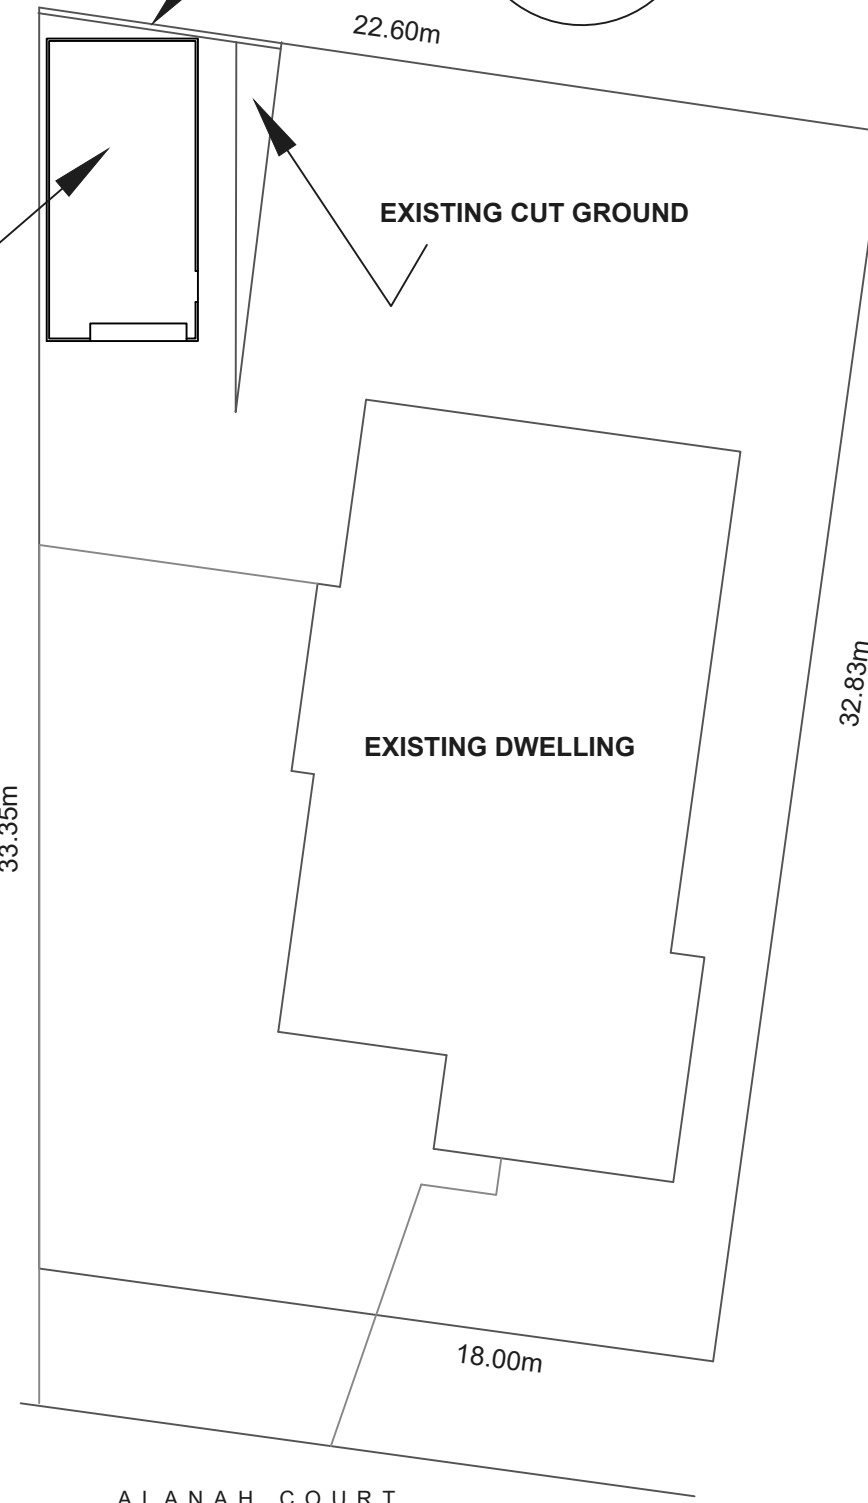 22.60m
EXISTING CUT GROUND
32.83m
EXISTING DWELLING
33.35m
18.00m
ALANAH COURT